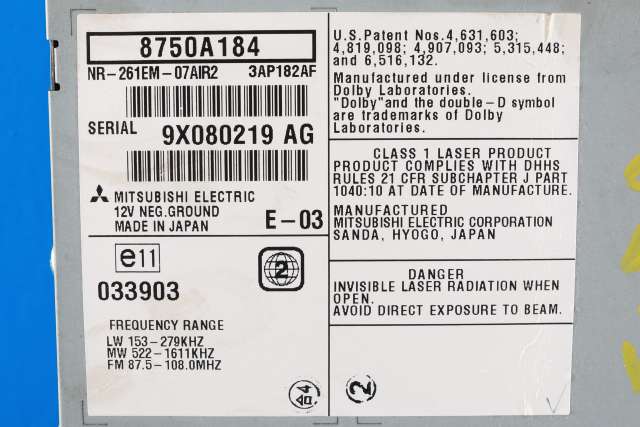 8750A184
NR-261EM-07AIR2 3AP182AF
SERIAL 9X080219 AG
MITSUBISHI ELECTRIC
12V NEG.GROUND
MADE IN JAPAN E-03
e11
2
033903
FREQUENCY RANGE
LW 153-279KHZ
MW 522-1611KHZ
FM 87.5-108.0MHZ
U.S.Patent Nos.4,631,603;
4,819,098; 4,907,093; 5,315,448;
and 6,516,132.
Manufactured under license from
Dolby Laboratories.
"Dolby"and the double-D symbol
are trademarks of Dolby
Laboratories.
CLASS 1 LASER PRODUCT
PRODUCT COMPLIES WITH DHHS
RULES 21 CFR SUBCHAPTER J PART
1040:10 AT DATE OF MANUFACTURE.
MANUFACTURED
MITSUBISHI ELECTRIC CORPORATION
SANDA, HYOGO, JAPAN
DANGER
INVISIBLE LASER RADIATION WHEN
OPEN.
AVOID DIRECT EXPOSURE TO BEAM.
2